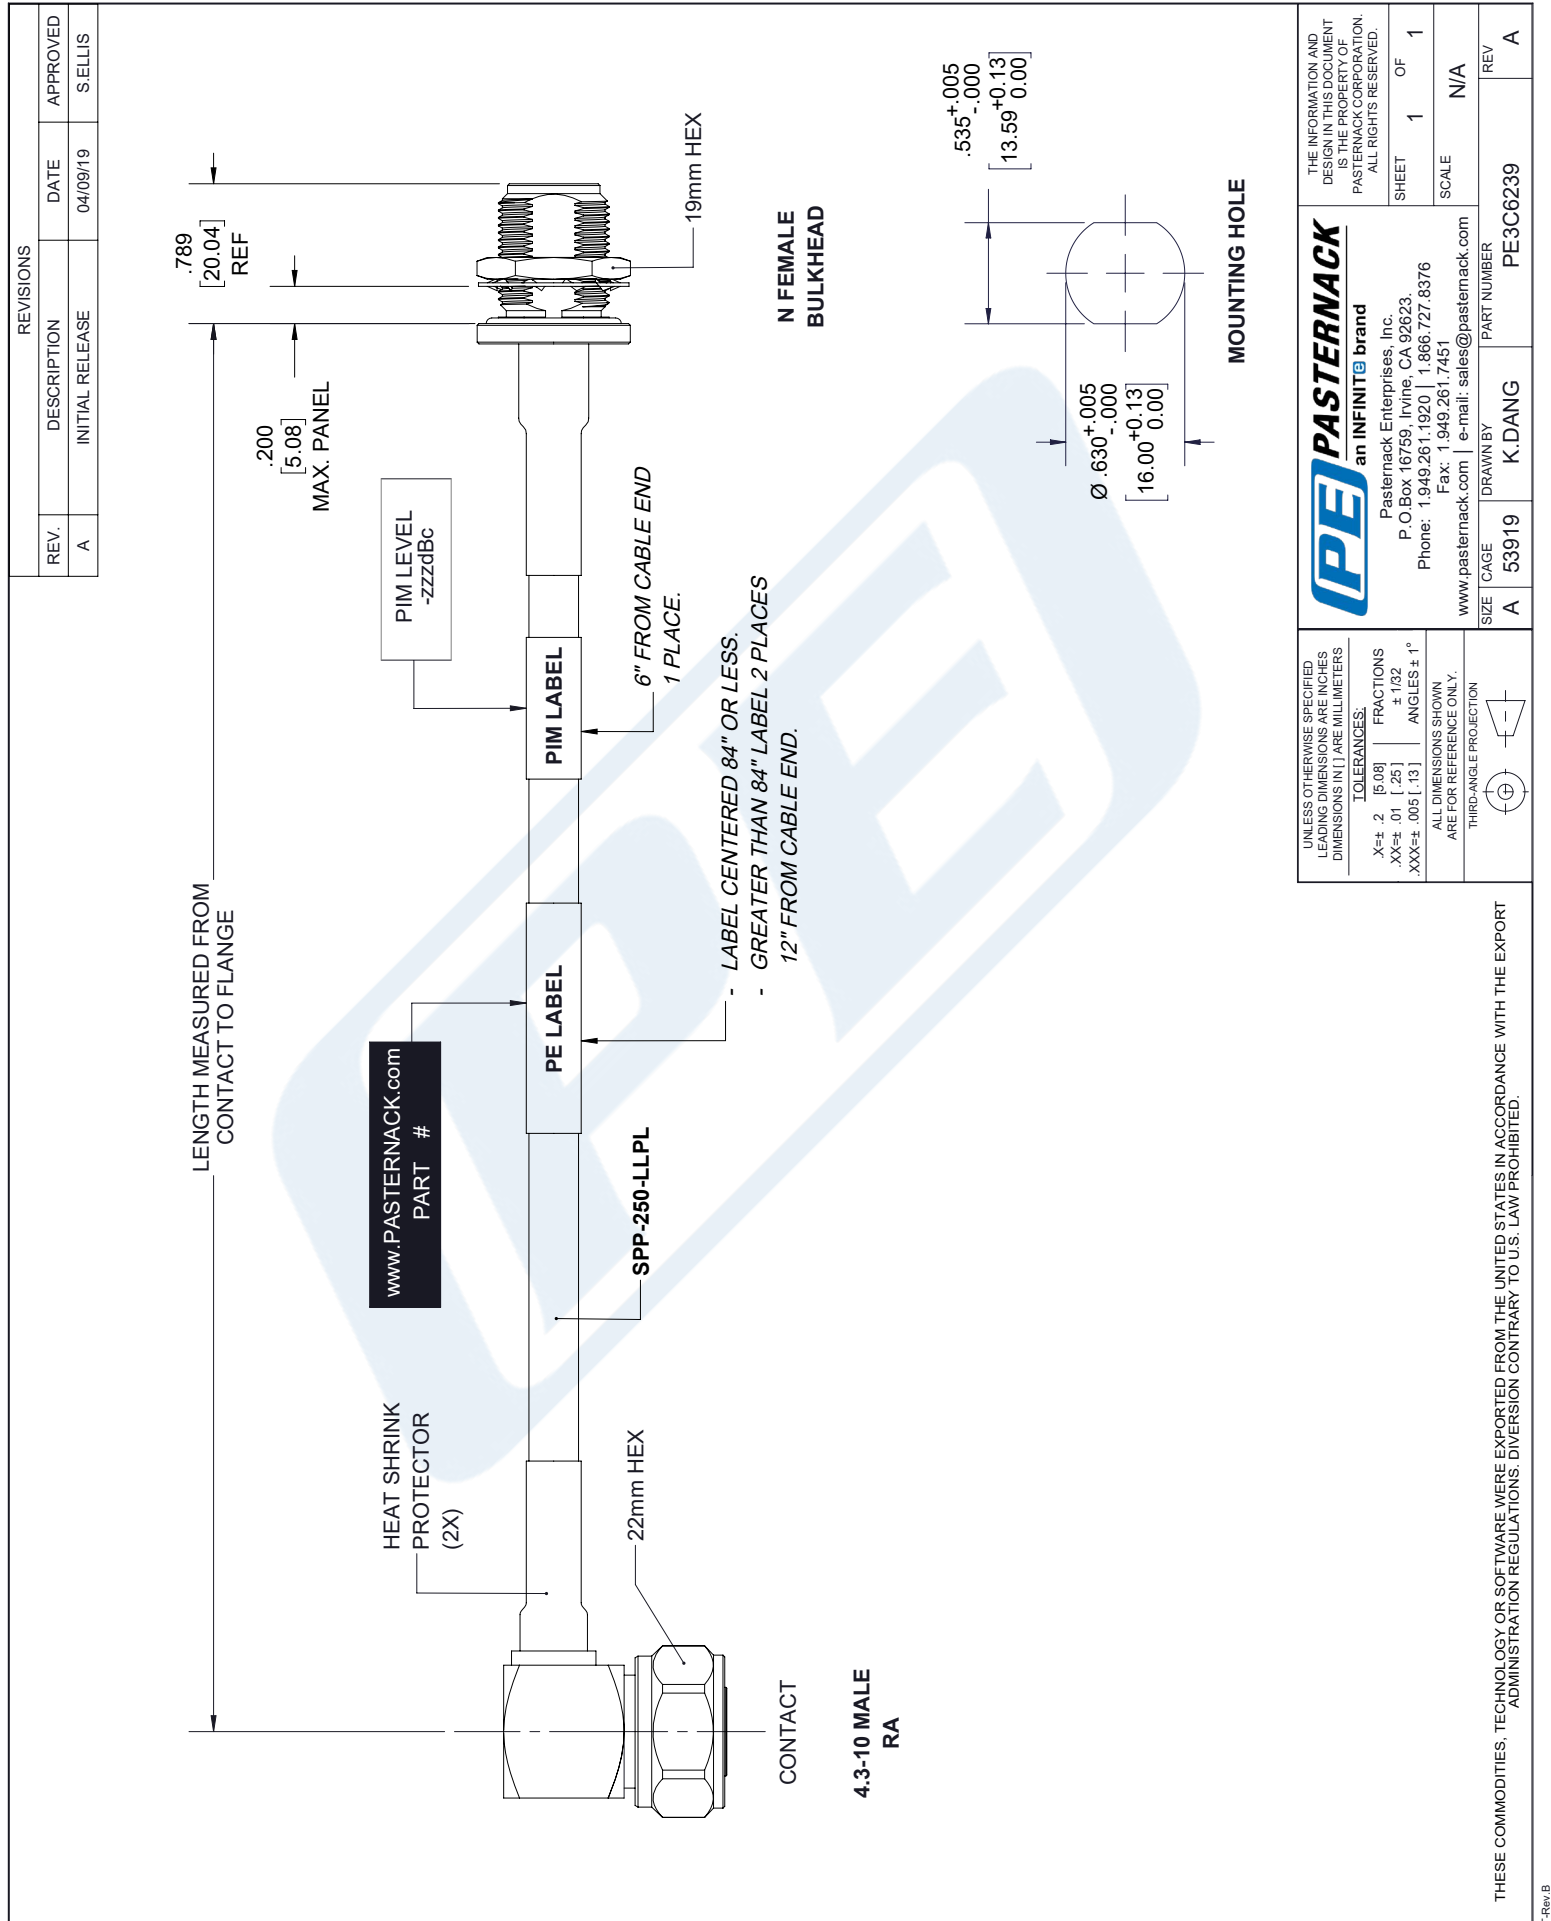 REVISIONS
REV. DESCRIPTION DATE APPROVED
A INITIAL RELEASE 04/09/19 S.ELLIS
LENGTH MEASURED FROM
CONTACT TO FLANGE
.789
[20.04]
REF
.200
[5.08]
MAX. PANEL
HEAT SHRINK
PROTECTOR
(2X)
www.PASTERNACK.com
PART #
PIM LEVEL
-zzzdBc
PE LABEL
PIM LABEL
22mm HEX
SPP-250-LLPL
6" FROM CABLE END
1 PLACE.
19mm HEX
- LABEL CENTERED 84" OR LESS.
- GREATER THAN 84" LABEL 2 PLACES
12" FROM CABLE END.
CONTACT
4.3-10 MALE
RA
N FEMALE
BULKHEAD
.535 +.005
-.000
[13.59 +0.13
0.00]
Ø .630 +.005
-.000
[16.00 +0.13
0.00]
MOUNTING HOLE
UNLESS OTHERWISE SPECIFIED
LEADING DIMENSIONS ARE INCHES
DIMENSIONS IN [ ] ARE MILLIMETERS
TOLERANCES:
.X=± .2 [5.08] FRACTIONS
.XX=± .01 [ .25] ± 1/32
.XXX=± .005 [ .13] ANGLES ± 1°
ALL DIMENSIONS SHOWN
ARE FOR REFERENCE ONLY.
THIRD-ANGLE PROJECTION
PE PASTERNACK
an INFINITe brand
Pasternack Enterprises, Inc.
P.O.Box 16759, Irvine, CA 92623.
Phone: 1.949.261.1920 | 1.866.727.8376
Fax: 1.949.261.7451
www.pasternack.com | e-mail: sales@pasternack.com
THE INFORMATION AND
DESIGN IN THIS DOCUMENT
IS THE PROPERTY OF
PASTERNACK CORPORATION.
ALL RIGHTS RESERVED.
SHEET 1 OF 1
SCALE N/A
SIZE A
CAGE 53919
DRAWN BY K.DANG
PART NUMBER PE3C6239
REV A
THESE COMMODITIES, TECHNOLOGY OR SOFTWARE WERE EXPORTED FROM THE UNITED STATES IN ACCORDANCE WITH THE EXPORT
ADMINISTRATION REGULATIONS. DIVERSION CONTRARY TO U.S. LAW PROHIBITED.
-Rev.B